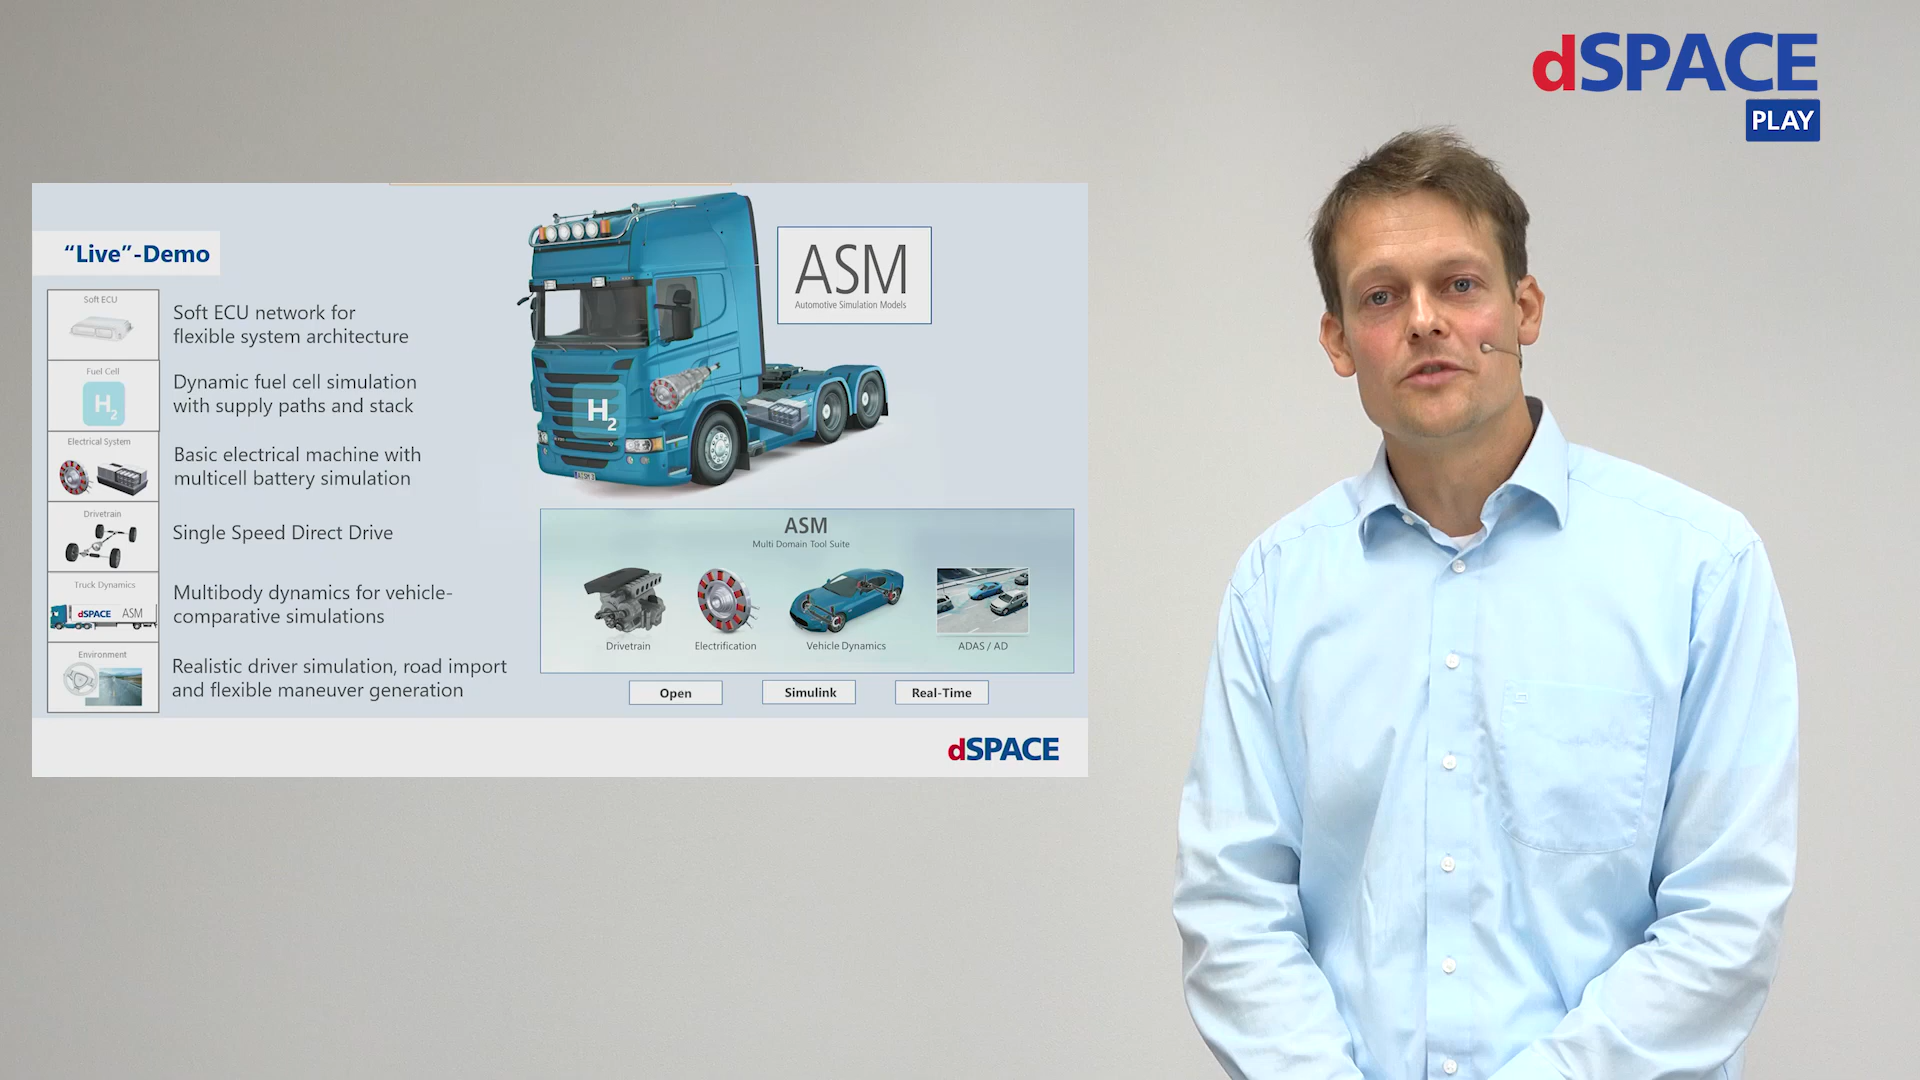 dSPACE
PLAY
“Live”-Demo
Soft ECU
Soft ECU network for
flexible system architecture
Fuel Cell
H2
Dynamic fuel cell simulation
with supply paths and stack
Electrical System
Basic electrical machine with
multicell battery simulation
Drivetrain
Single Speed Direct Drive
Truck Dynamics
dSPACE ASM
Multibody dynamics for vehicle-
comparative simulations
Environment
Realistic driver simulation, road import
and flexible maneuver generation
H2
ASM
Automotive Simulation Models
ASM
Multi Domain Tool Suite
Drivetrain
Electrification
Vehicle Dynamics
ADAS / AD
Open
Simulink
Real-Time
dSPACE